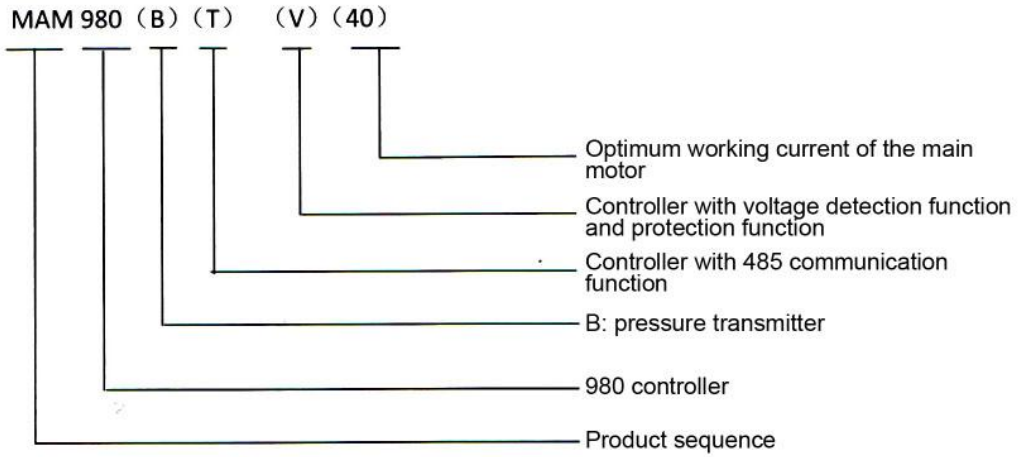 MAM 980（B）（T） （V）（40）
Optimum working current of the main
motor
Controller with voltage detection function
and protection function
Controller with 485 communication
function
B: pressure transmitter
980 controller
Product sequence